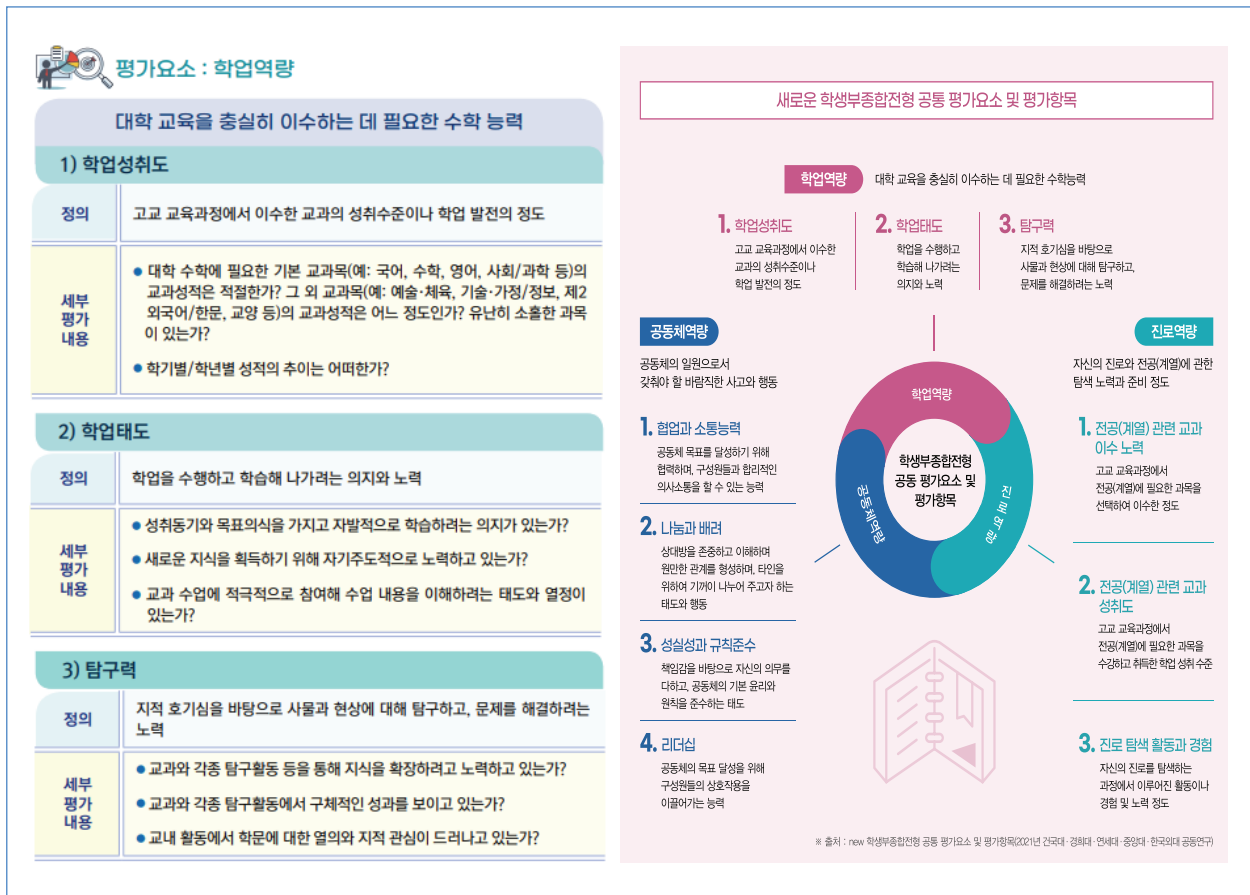 평가요소 : 학업역량
대학 교육을 충실히 이수하는 데 필요한 수학 능력
1) 학업성취도
정의
고교 교육과정에서 이수한 교과의 성취수준이나 학업 발전의 정도
세부
평가
내용
● 대학 수학에 필요한 기본 교과목(예: 국어, 수학, 영어, 사회/과학 등)의
교과성적은 적절한가? 그 외 교과목(예: 예술·체육, 기술·가정/정보, 제2
외국어/한문, 교양 등)의 교과성적은 어느 정도인가? 유난히 소홀한 과목
이 있는가?
● 학기별/학년별 성적의 추이는 어떠한가?
2) 학업태도
정의
학업을 수행하고 학습해 나가려는 의지와 노력
세부
평가
내용
● 성취동기와 목표의식을 가지고 자발적으로 학습하려는 의지가 있는가?
● 새로운 지식을 획득하기 위해 자기주도적으로 노력하고 있는가?
● 교과 수업에 적극적으로 참여해 수업 내용을 이해하려는 태도와 열정이
있는가?
3) 탐구력
정의
지적 호기심을 바탕으로 사물과 현상에 대해 탐구하고, 문제를 해결하려는
노력
세부
평가
내용
● 교과와 각종 탐구활동 등을 통해 지식을 확장하려고 노력하고 있는가?
● 교과와 각종 탐구활동에서 구체적인 성과를 보이고 있는가?
● 교내 활동에서 학문에 대한 열의와 지적 관심이 드러나고 있는가?
새로운 학생부종합전형 공통 평가요소 및 평가항목
학업역량
대학 교육을 충실히 이수하는 데 필요한 수학능력
1. 학업성취도
고교 교육과정에서 이수한
교과의 성취수준이나
학업 발전의 정도
2. 학업태도
학업을 수행하고
학습해 나가려는
의지와 노력
3. 탐구력
지적 호기심을 바탕으로
사물과 현상에 대해 탐구하고,
문제를 해결하려는 노력
공동체역량
공동체의 일원으로서
갖춰야 할 바람직한 사고와 행동
1. 협업과 소통능력
공동체 목표를 달성하기 위해
협력하며, 구성원들과 합리적인
의사소통을 할 수 있는 능력
2. 나눔과 배려
상대방을 존중하고 이해하며
원만한 관계를 형성하며, 타인을
위하여 기꺼이 나누어 주고자 하는
태도와 행동
3. 성실성과 규칙준수
책임감을 바탕으로 자신의 의무를
다하고, 공동체의 기본 윤리와
원칙을 준수하는 태도
4. 리더십
공동체의 목표 달성을 위해
구성원들의 상호작용을
이끌어가는 능력
학업역량
공동체역량
진로역량
학생부종합전형
공동 평가요소 및
평가항목
진로역량
자신의 진로와 전공(계열)에 관한
탐색 노력과 준비 정도
1. 전공(계열) 관련 교과
이수 노력
고교 교육과정에서
전공(계열)에 필요한 과목을
선택하여 이수한 정도
2. 전공(계열) 관련 교과
성취도
고교 교육과정에서
전공(계열)에 필요한 과목을
수강하고 취득한 학업 성취 수준
3. 진로 탐색 활동과 경험
자신의 진로를 탐색하는
과정에서 이루어진 활동이나
경험 및 노력 정도
※ 출처 : new 학생부종합전형 공통 평가요소 및 평가항목(2021년 건국대·경희대·연세대·중앙대·한국외대 공동연구)